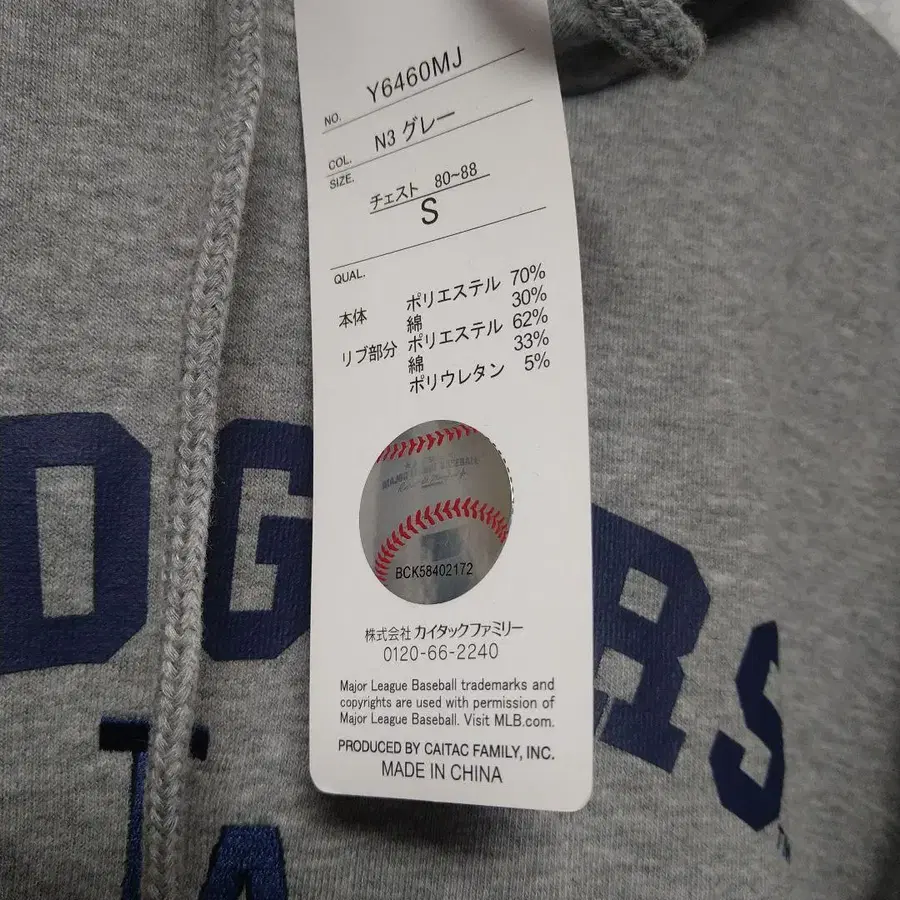 NO. Y6460MJ
COL. N3 グレー
SIZE.
チェスト 80~88
S
QUAL.
本体 ポリエステル 70%
綿 30%
リブ部分 ポリエステル 62%
綿 33%
ポリウレタン 5%
BCK58402172
株式会社 カイタックファミリー
0120-66-2240
Major League Baseball trademarks and
copyrights are used with permission of
Major League Baseball. Visit MLB.com.
PRODUCED BY CAITAC FAMILY, INC.
MADE IN CHINA
DG RS
TM
LA